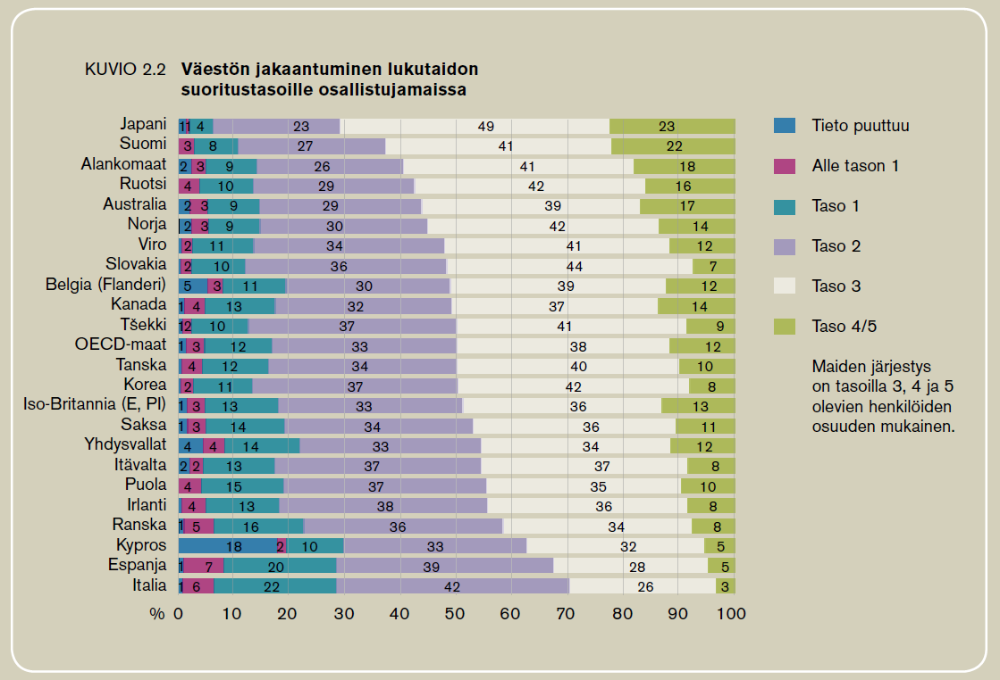 KUVIO 2.2 Väestön jakaantuminen lukutaidon
suoritustasoille osallistujamaissa
Japani 1 1 4 23 49 23
Suomi 3 8 27 41 22
Alankomaat 2 3 9 26 41 18
Ruotsi 4 10 29 42 16
Australia 2 3 9 29 39 17
Norja 2 3 9 30 42 14
Viro 2 11 34 41 12
Slovakia 2 10 36 44 7
Belgia (Flanderi) 5 3 11 30 39 12
Kanada 1 4 13 32 37 14
Tšekki 1 2 10 37 41 9
OECD-maat 1 3 12 33 38 12
Tanska 4 12 34 40 10
Korea 2 11 37 42 8
Iso-Britannia (E, PI) 1 3 13 33 36 13
Saksa 1 3 14 34 36 11
Yhdysvallat 4 4 14 33 34 12
Itävalta 2 2 13 37 37 8
Puola 4 15 37 35 10
Irlanti 4 13 38 36 8
Ranska 1 5 16 36 34 8
Kypros 18 2 10 33 32 5
Espanja 1 7 20 39 28 5
Italia 1 6 22 42 26 3
% 0 10 20 30 40 50 60 70 80 90 100
Tieto puuttuu
Alle tason 1
Taso 1
Taso 2
Taso 3
Taso 4/5
Maiden järjestys
on tasoilla 3, 4 ja 5
olevien henkilöiden
osuuden mukainen.